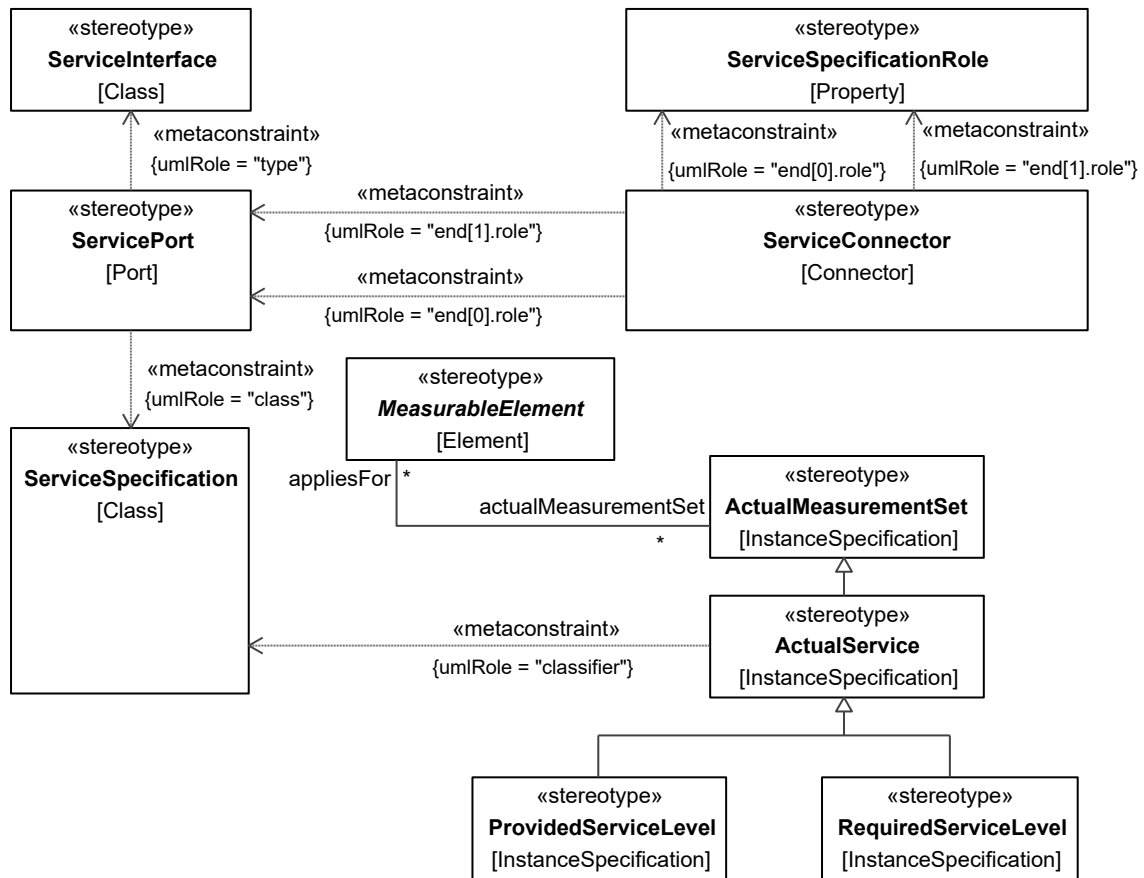 «stereotype»
ServiceInterface
[Class]
«stereotype»
ServiceSpecificationRole
[Property]
«metaconstraint»
{umlRole = "type"}
«metaconstraint»
{umlRole = "end[0].role"}
«metaconstraint»
{umlRole = "end[1].role"}
«stereotype»
ServicePort
[Port]
«metaconstraint»
{umlRole = "end[1].role"}
«metaconstraint»
{umlRole = "end[0].role"}
«stereotype»
ServiceConnector
[Connector]
«metaconstraint»
{umlRole = "class"}
«stereotype»
MeasurableElement
[Element]
«stereotype»
ServiceSpecification
[Class]
appliesFor
*
actualMeasurementSet
*
«stereotype»
ActualMeasurementSet
[InstanceSpecification]
«metaconstraint»
{umlRole = "classifier"}
«stereotype»
ActualService
[InstanceSpecification]
«stereotype»
ProvidedServiceLevel
[InstanceSpecification]
«stereotype»
RequiredServiceLevel
[InstanceSpecification]